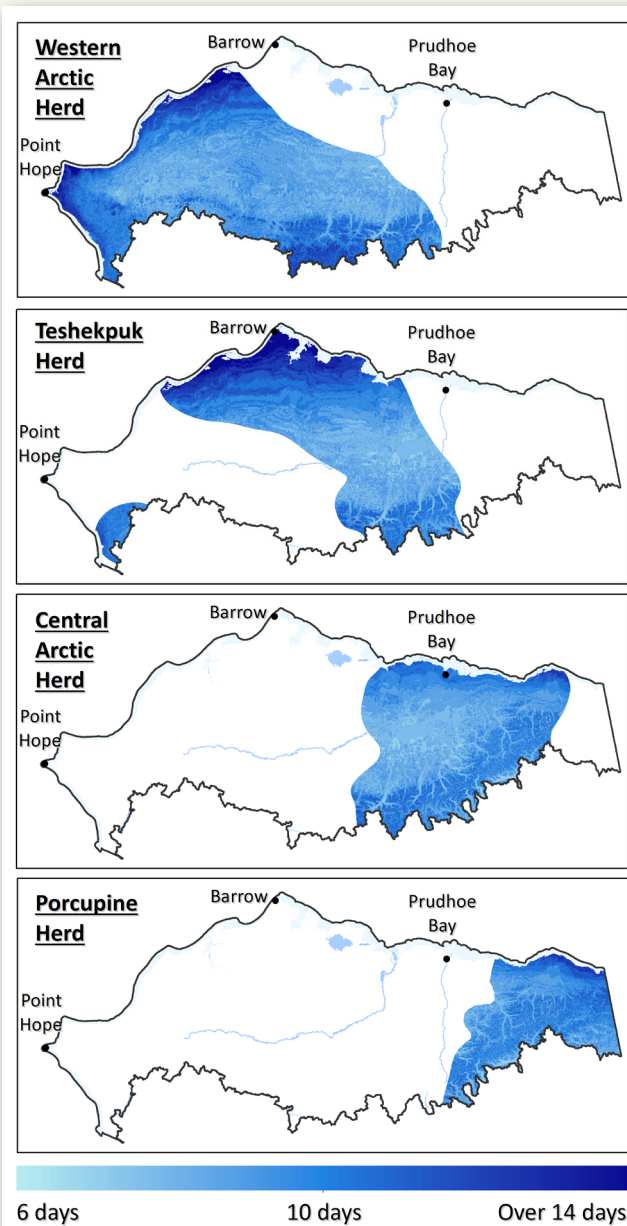 Western
Arctic
Herd
Barrow
Prudhoe
Bay
Point
Hope
Teshekpuk
Herd
Barrow
Prudhoe
Bay
Point
Hope
Central
Arctic
Herd
Barrow
Prudhoe
Bay
Point
Hope
Porcupine
Herd
Barrow
Prudhoe
Bay
Point
Hope
6 days
10 days
Over 14 days